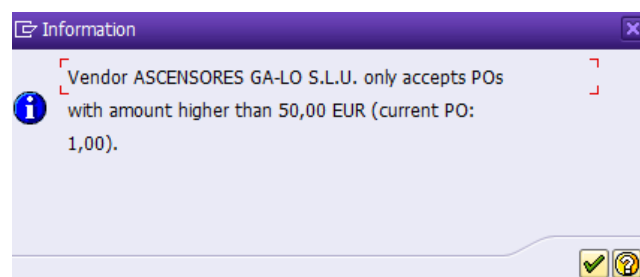 Information
Vendor ASCENSORES GA-LO S.L.U. only accepts POs
with amount higher than 50,00 EUR (current PO:
1,00).